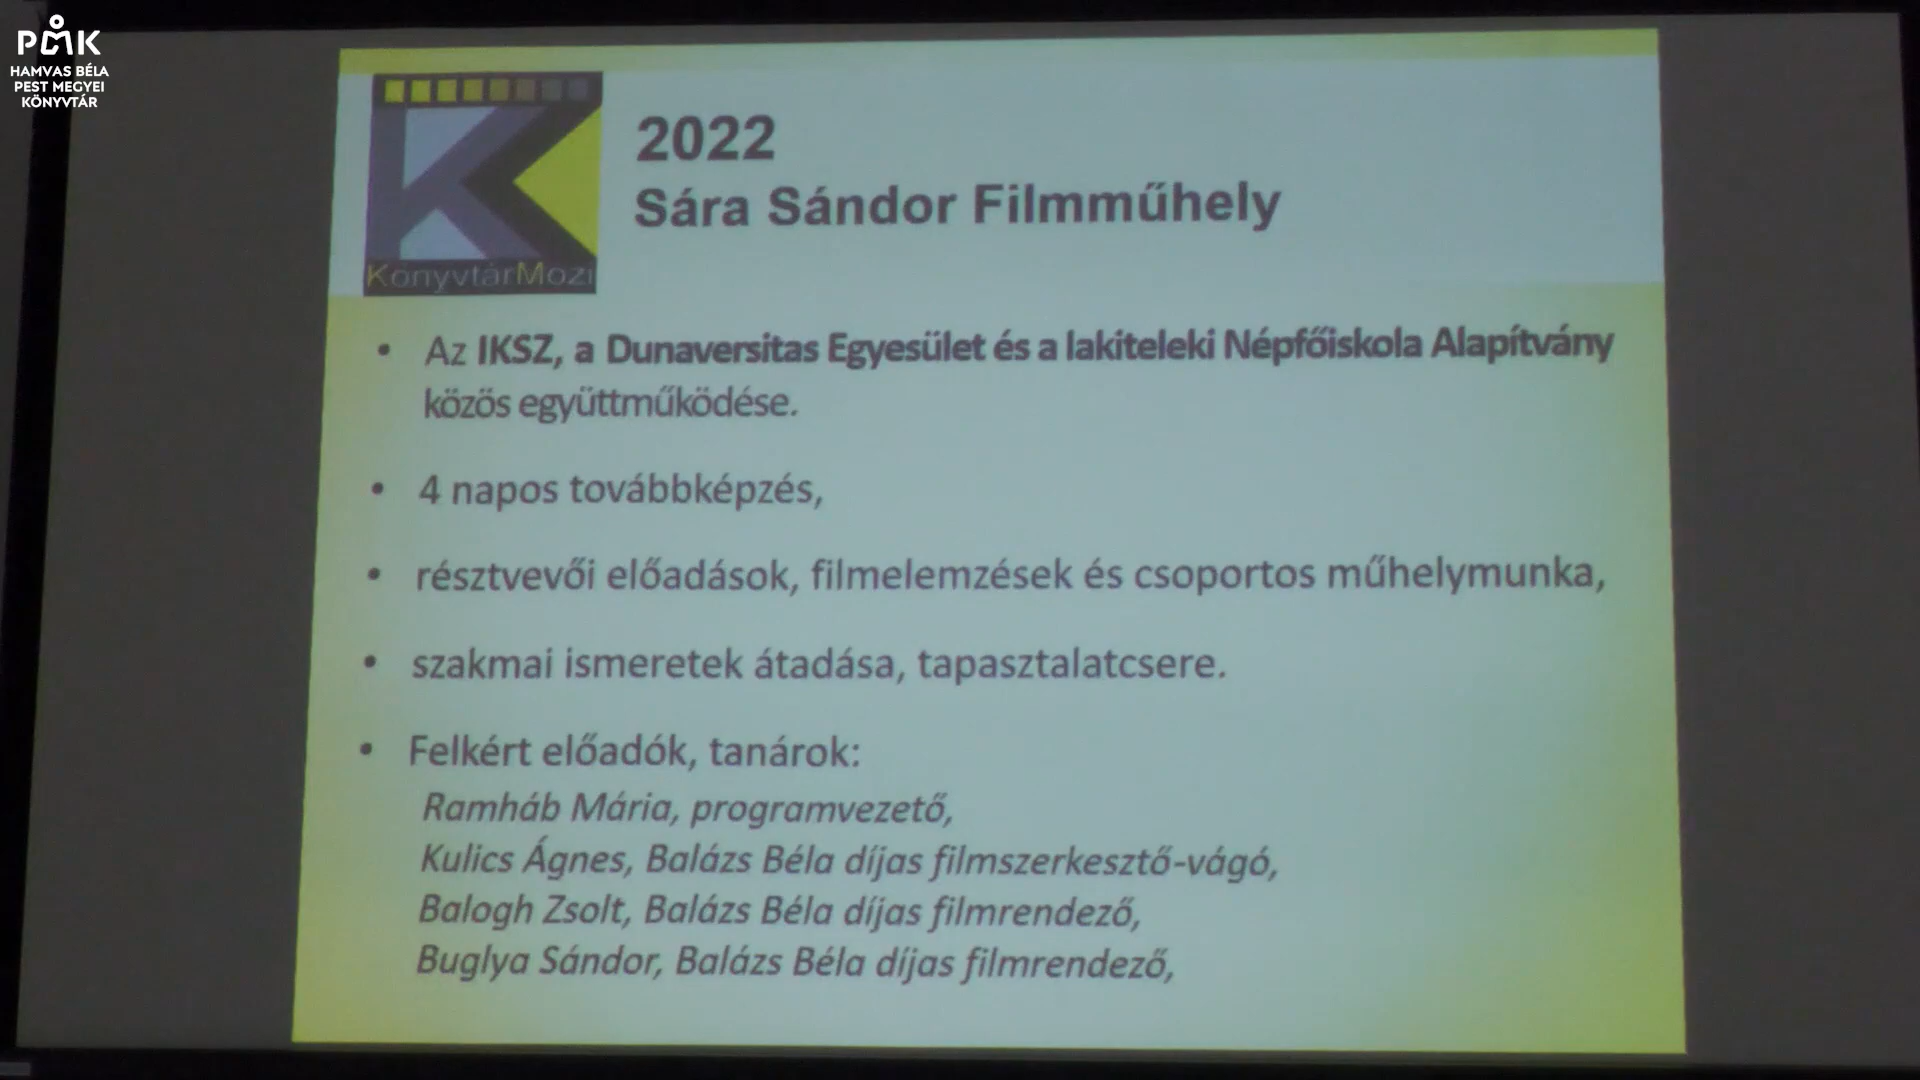 PMK
HAMVAS BÉLA
PEST MEGYEI
KÖNYVTÁR
KönyvtárMozi
2022
Sára Sándor Filmműhely
• Az IKSZ, a Dunaversitas Egyesület és a lakiteleki Népfőiskola Alapítvány
közös együttműködése.
• 4 napos továbbképzés,
• résztvevői előadások, filmelemzések és csoportos műhelymunka,
• szakmai ismeretek átadása, tapasztalatcsere.
• Felkért előadók, tanárok:
Ramháb Mária, programvezető,
Kulics Ágnes, Balázs Béla díjas filmszerkesztő-vágó,
Balogh Zsolt, Balázs Béla díjas filmrendező,
Buglya Sándor, Balázs Béla díjas filmrendező,